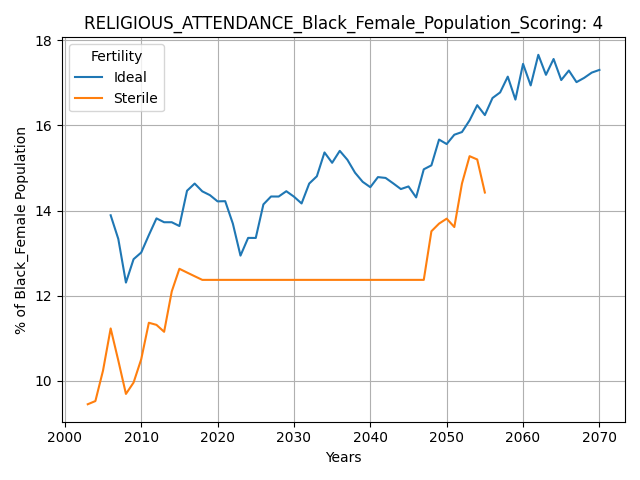 RELIGIOUS_ATTENDANCE_Black_Female_Population_Scoring: 4
Fertility
Ideal
Sterile
% of Black_Female Population
18
16
14
12
10
2000 2010 2020 2030 2040 2050 2060 2070
Years